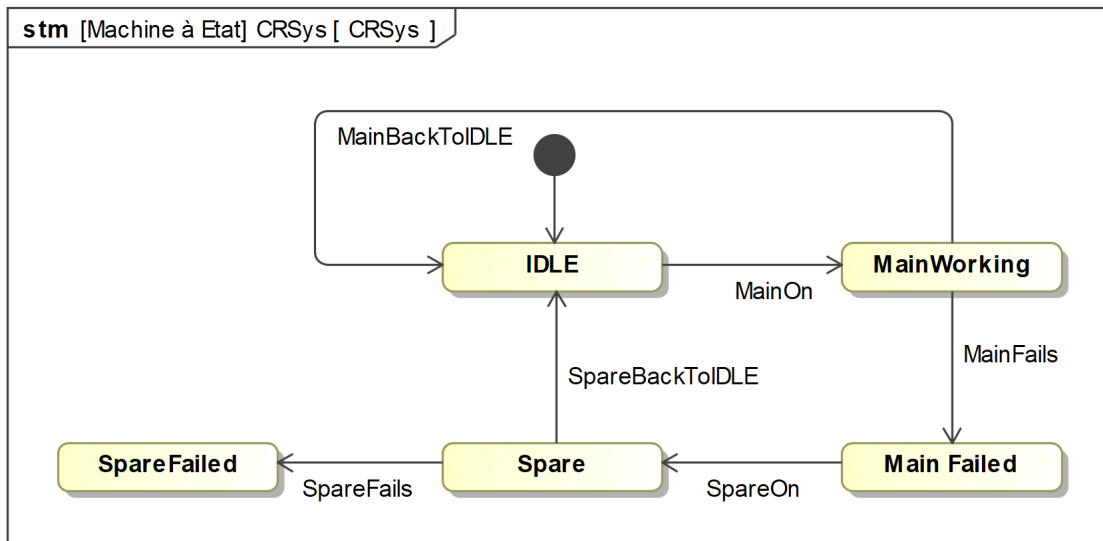 stm [Machine à Etat] CRSys [ CRSys ]
MainBackToIDLE
IDLE
MainWorking
MainOn
MainFails
SpareBackToIDLE
SpareFailed
Spare
Main Failed
SpareFails
SpareOn